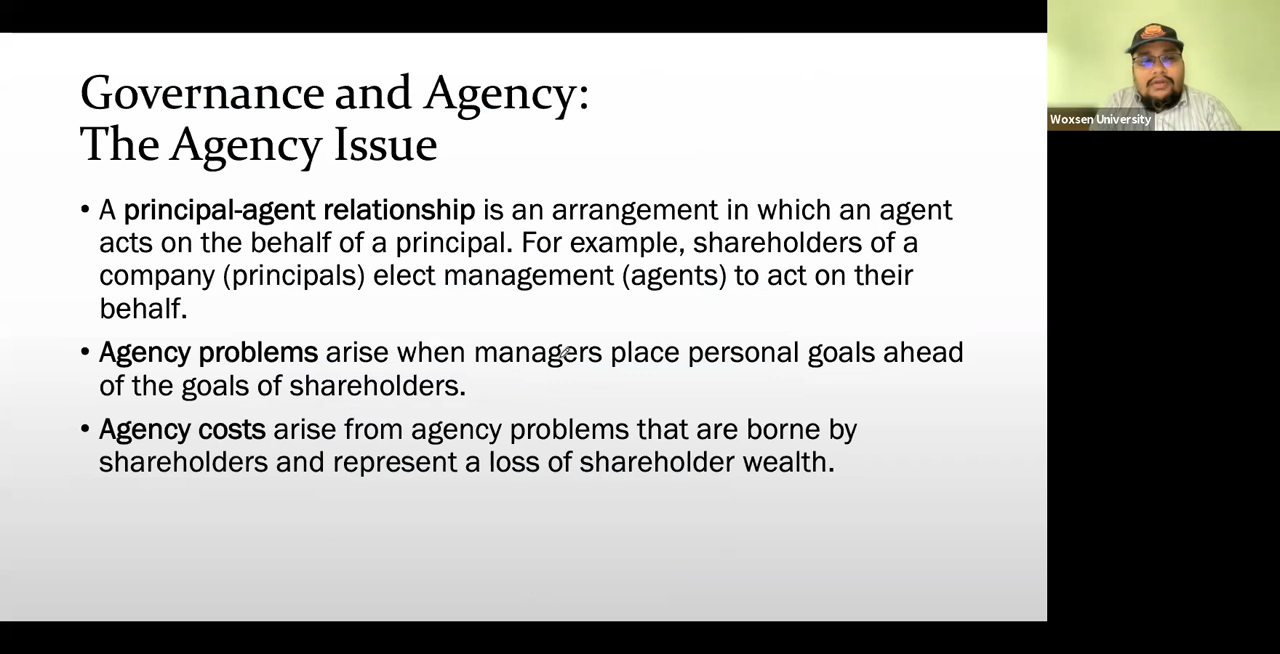 Governance and Agency:
The Agency Issue
• A principal-agent relationship is an arrangement in which an agent
acts on the behalf of a principal. For example, shareholders of a
company (principals) elect management (agents) to act on their
behalf.
• Agency problems arise when managers place personal goals ahead
of the goals of shareholders.
• Agency costs arise from agency problems that are borne by
shareholders and represent a loss of shareholder wealth.
Woxsen University